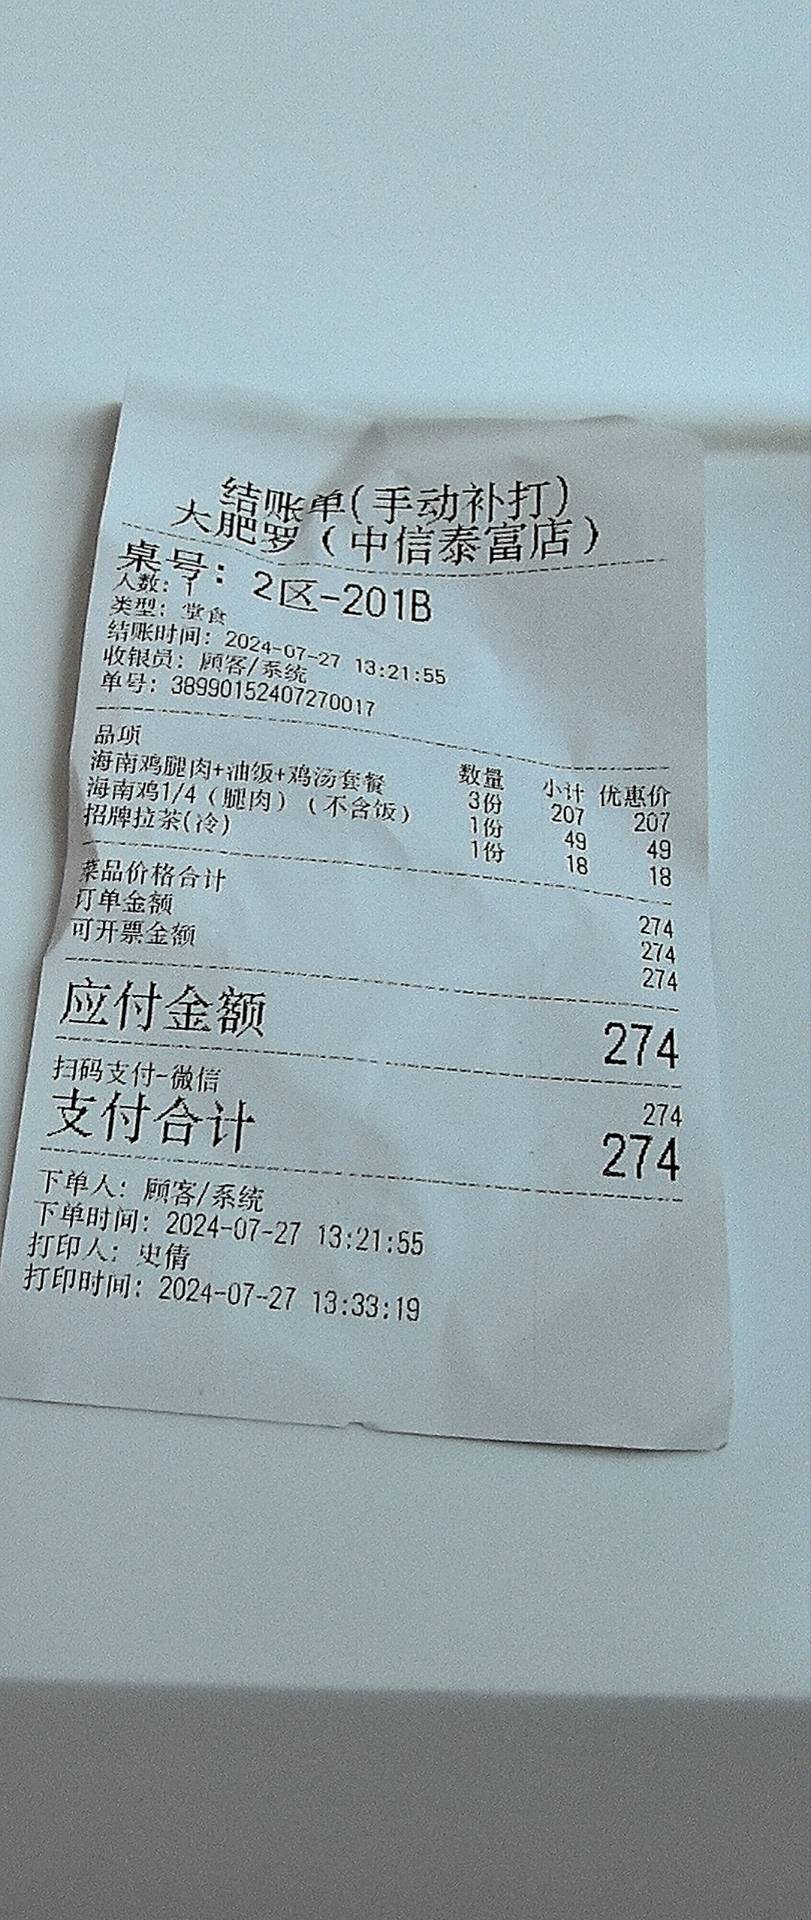 结账单(手动补打)
大肥罗（中信泰富店）
桌号：2区-201B
人数：1
类型：堂食
结账时间：2024-07-27 13:21:55
收银员：顾客/系统
单号：38990152407270017
品项 数量 小计 优惠价
海南鸡腿肉+油饭+鸡汤套餐 3份 207 207
海南鸡1/4（腿肉）（不含饭） 1份 49 49
招牌拉茶(冷) 1份 18 18
菜品价格合计 274
订单金额 274
可开票金额 274
应付金额 274
扫码支付-微信 274
支付合计 274
下单人：顾客/系统
下单时间：2024-07-27 13:21:55
打印人：史倩
打印时间：2024-07-27 13:33:19